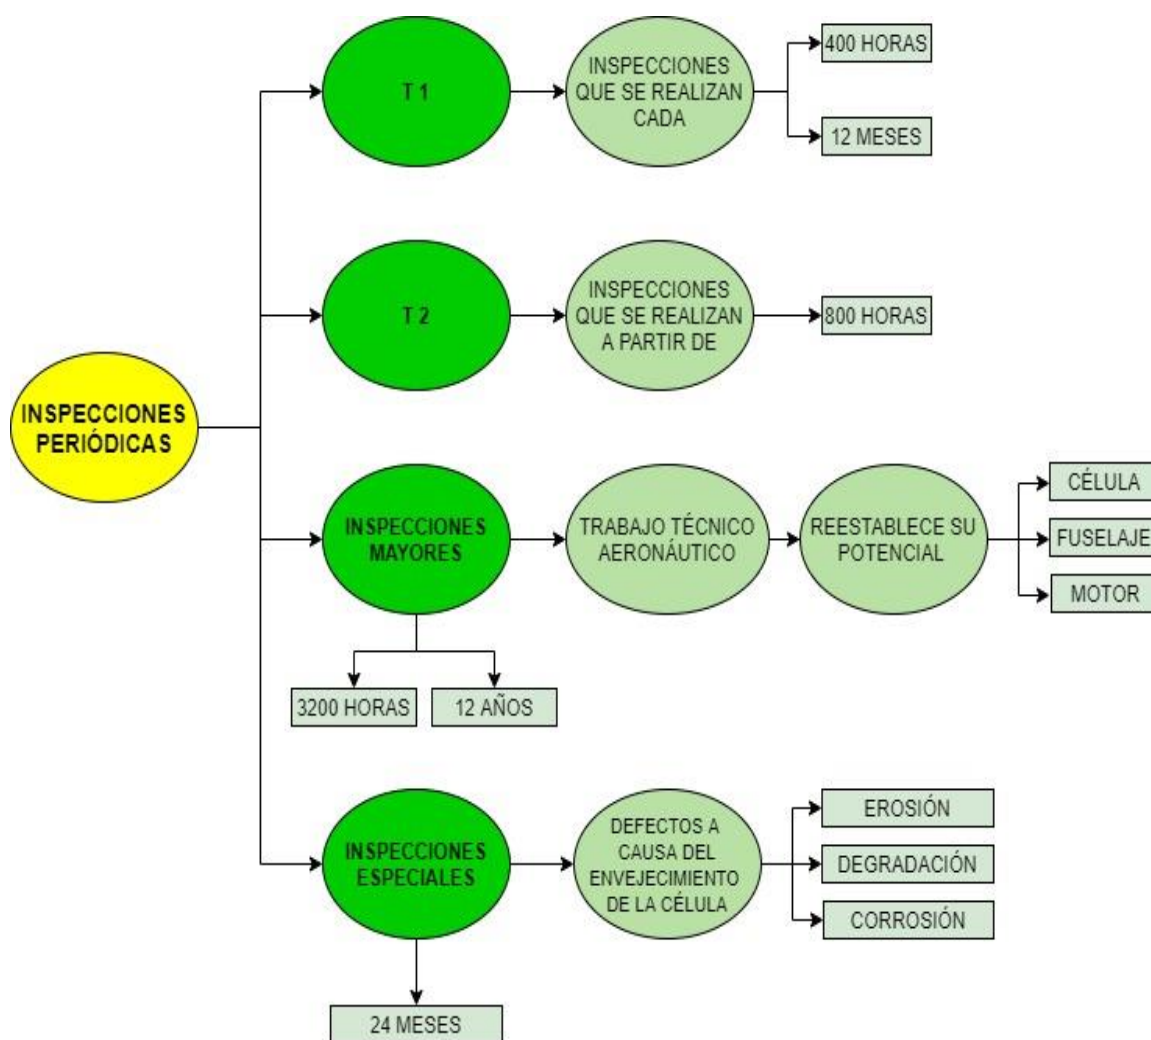 INSPECCIONES
PERIÓDICAS
T 1
INSPECCIONES
QUE SE REALIZAN
CADA
400 HORAS
12 MESES
T 2
INSPECCIONES
QUE SE REALIZAN
A PARTIR DE
800 HORAS
INSPECCIONES
MAYORES
TRABAJO TÉCNICO
AERONÁUTICO
REESTABLECE SU
POTENCIAL
CÉLULA
FUSELAJE
MOTOR
3200 HORAS
12 AÑOS
INSPECCIONES
ESPECIALES
DEFECTOS A
CAUSA DEL
ENVEJECIMIENTO
DE LA CÉLULA
EROSIÓN
DEGRADACIÓN
CORROSIÓN
24 MESES